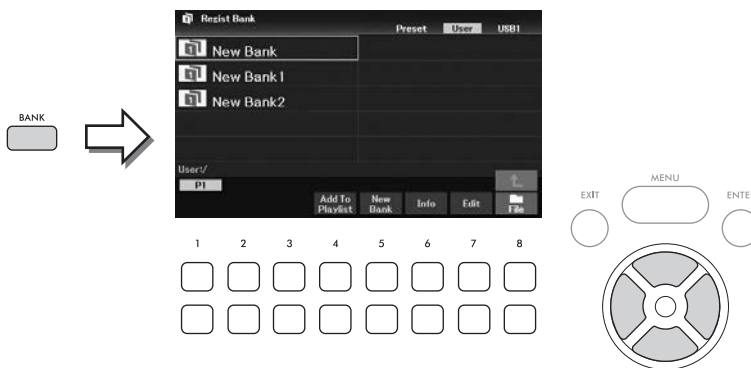 Regist Bank
Preset User USB1
New Bank
New Bank1
New Bank2
BANK
User:/
P1
Add To Playlist
New Bank
Info
Edit
File
MENU
EXIT
ENTE
1 2 3 4 5 6 7 8